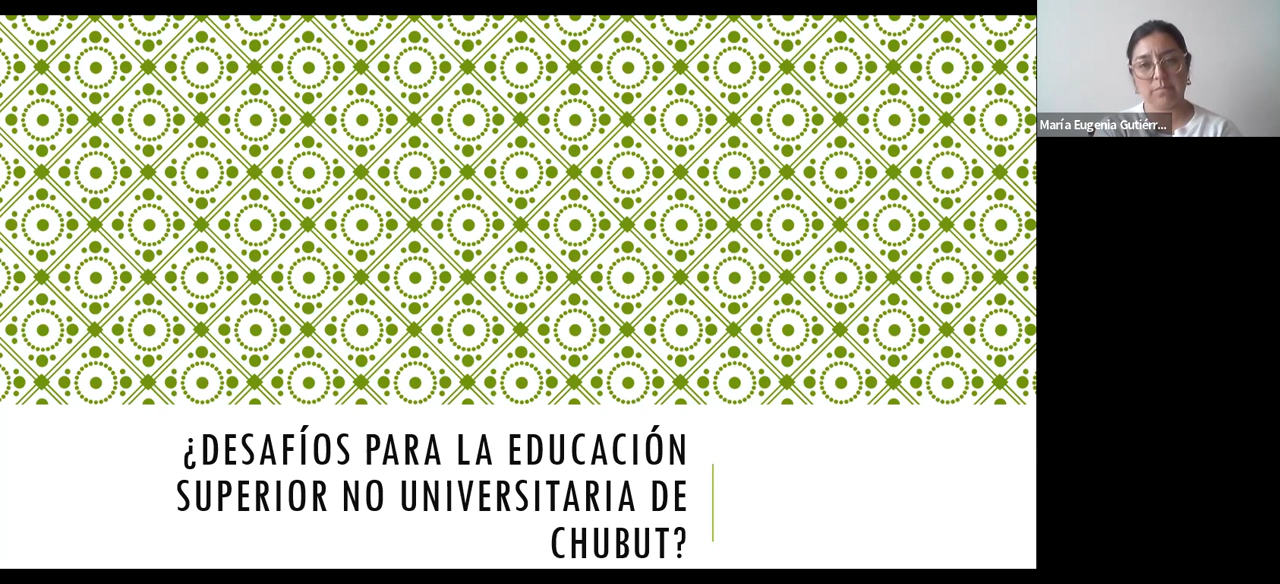 María Eugenia Gutiérr...
¿DESAFÍOS PARA LA EDUCACIÓN
SUPERIOR NO UNIVERSITARIA DE
CHUBUT?